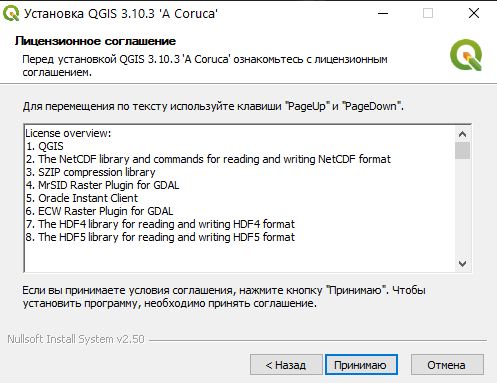 Установка QGIS 3.10.3 'A Coruca'
Лицензионное соглашение
Перед установкой QGIS 3.10.3 'A Coruca' ознакомьтесь с лицензионным
соглашением.
Для перемещения по тексту используйте клавиши "PageUp" и "PageDown".
License overview:
1. QGIS
2. The NetCDF library and commands for reading and writing NetCDF format
3. SZIP compression library
4. MrSID Raster Plugin for GDAL
5. Oracle Instant Client
6. ECW Raster Plugin for GDAL
7. The HDF4 library for reading and writing HDF4 format
8. The HDF5 library for reading and writing HDF5 format
Если вы принимаете условия соглашения, нажмите кнопку "Принимаю". Чтобы
установить программу, необходимо принять соглашение.
Nullsoft Install System v2.50
< Назад
Принимаю
Отмена